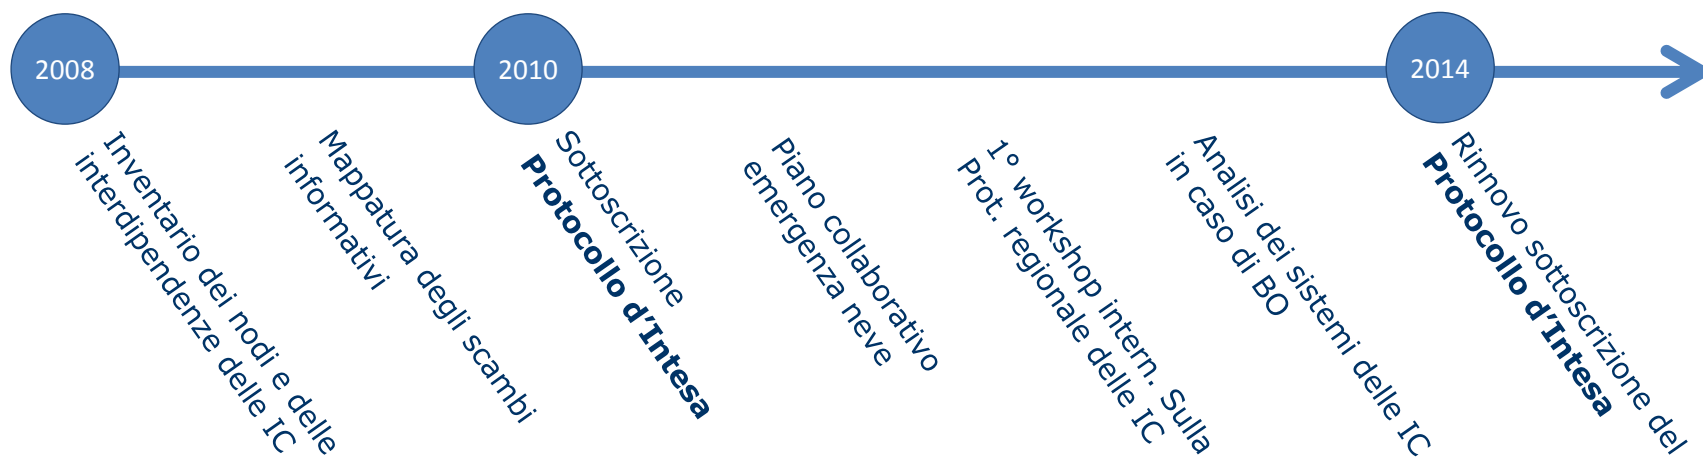 2008
2010
2014
Inventario dei nodi e delle
interdipendenze delle IC
Mappatura degli scambi
informativi
Sottoscrizione
Protocollo d’Intesa
Piano collaborativo
emergenza neve
1° workshop intern. Sulla
Prot. regionale delle IC
Analisi dei sistemi delle IC
in caso di BO
Rinnovo sottoscrizione del
Protocollo d’Intesa